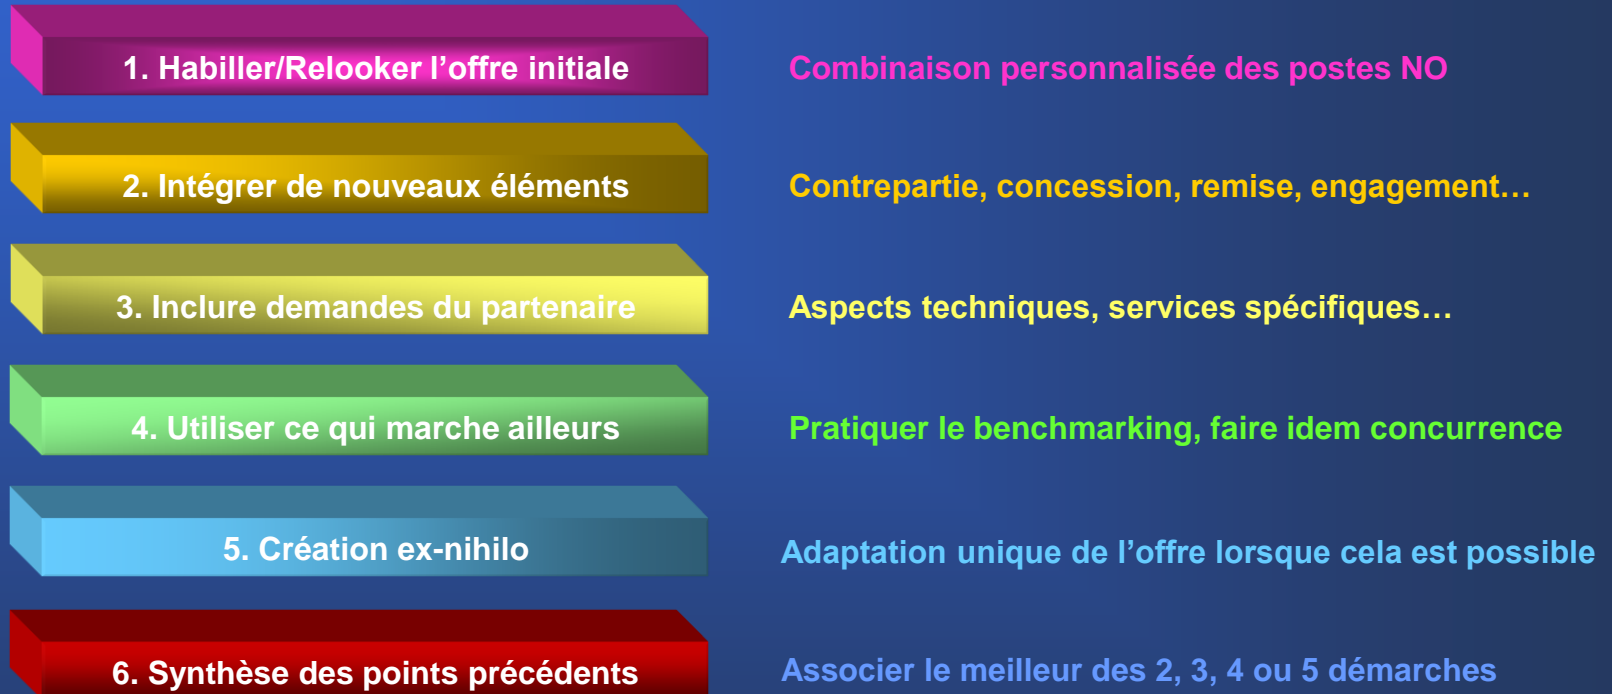 1. Habiller/Relooker l’offre initiale
Combinaison personnalisée des postes NO
2. Intégrer de nouveaux éléments
Contrepartie, concession, remise, engagement…
3. Inclure demandes du partenaire
Aspects techniques, services spécifiques…
4. Utiliser ce qui marche ailleurs
Pratiquer le benchmarking, faire idem concurrence
5. Création ex-nihilo
Adaptation unique de l’offre lorsque cela est possible
6. Synthèse des points précédents
Associer le meilleur des 2, 3, 4 ou 5 démarches